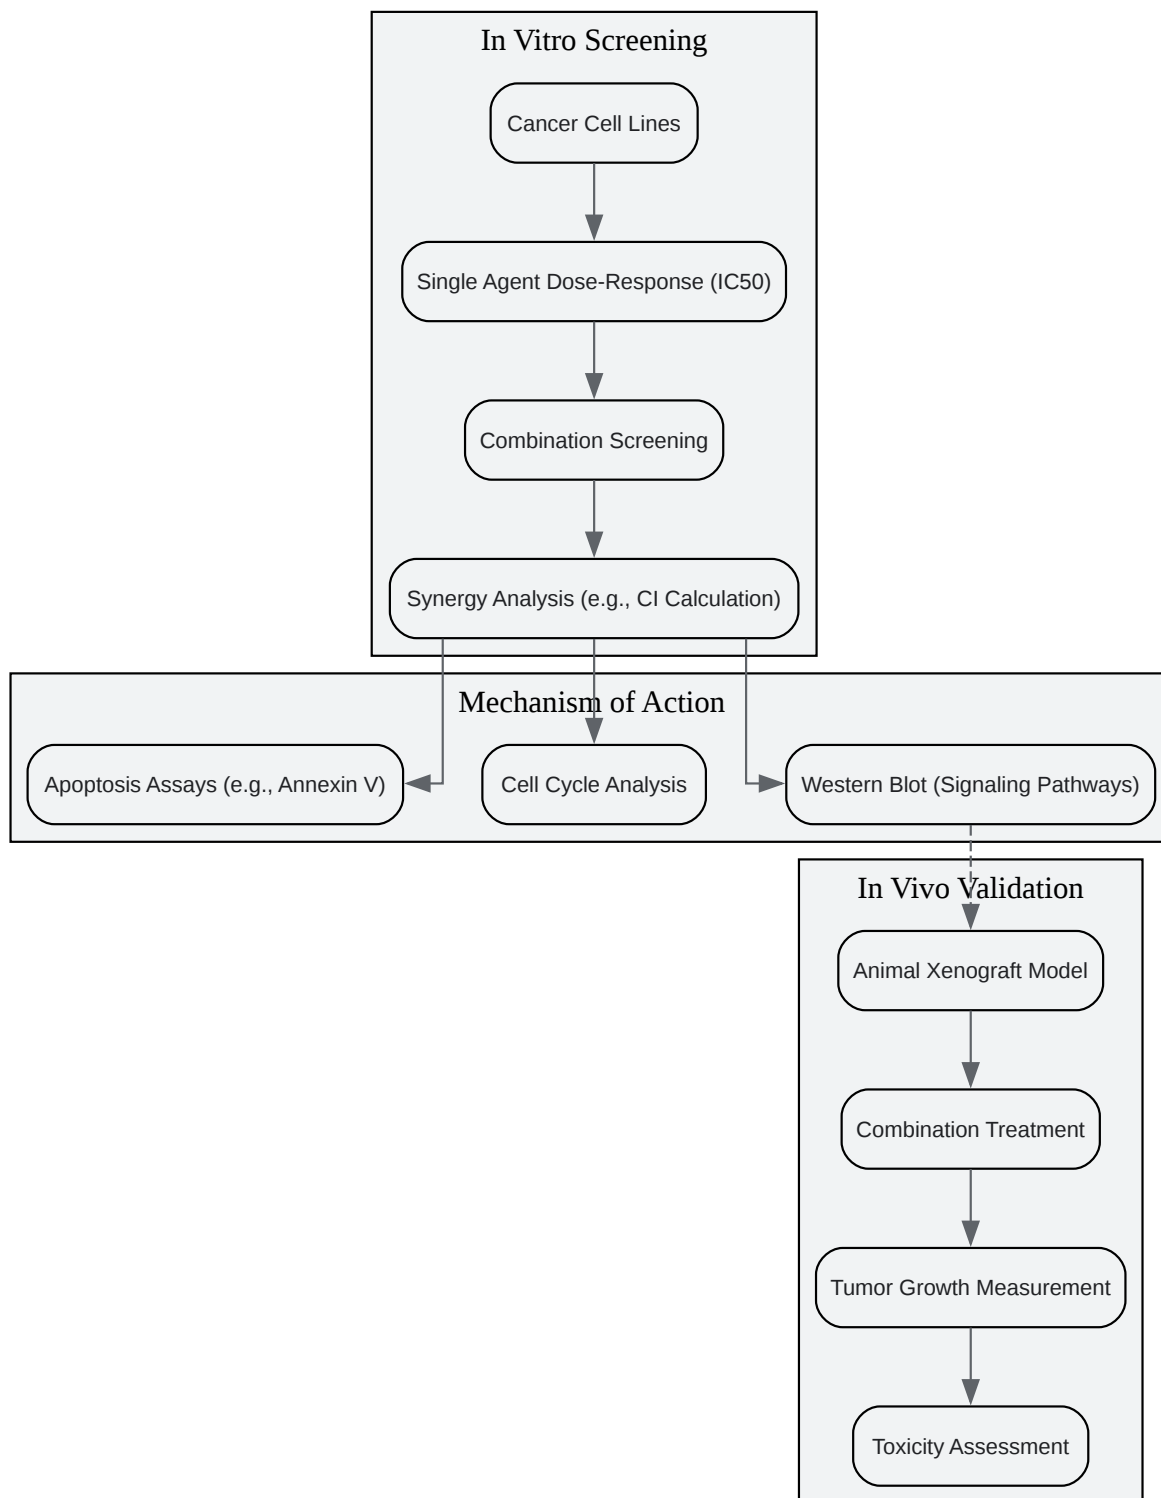 In Vitro Screening
Cancer Cell Lines
Single Agent Dose-Response (IC50)
Combination Screening
Synergy Analysis (e.g., CI Calculation)
Mechanism of Action
Apoptosis Assays (e.g., Annexin V)
Cell Cycle Analysis
Western Blot (Signaling Pathways)
In Vivo Validation
Animal Xenograft Model
Combination Treatment
Tumor Growth Measurement
Toxicity Assessment